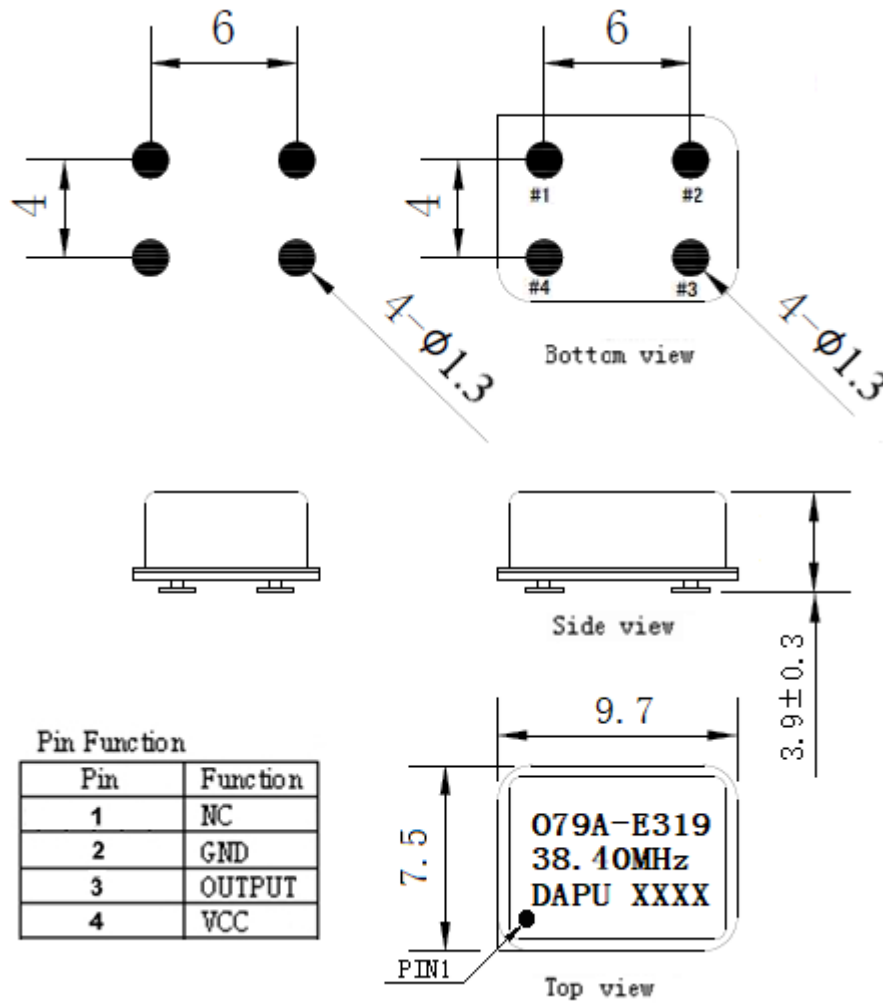 6
6
4
4
#1
#2
#4
#3
4-Ø1.3
4-Ø1.3
Bottom view
Side view
3.9±0.3
9.7
7.5
Pin Function
Pin Function
1 NC
2 GND
3 OUTPUT
4 VCC
O79A-E319
38.40MHz
DAPU XXXX
PIN1
Top view